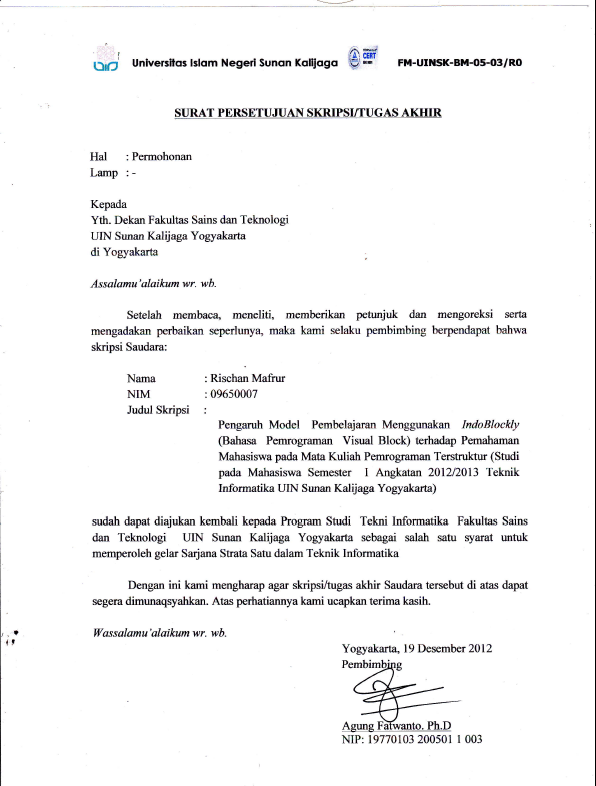 Universitas Islam Negeri Sunan Kalijaga CERT FM-UINSK-BM-05-03/R0
SURAT PERSETUJUAN SKRIPSI/TUGAS AKHIR
Hal : Permohonan
Lamp : -
Kepada
Yth. Dekan Fakultas Sains dan Teknologi
UIN Sunan Kalijaga Yogyakarta
di Yogyakarta
Assalamu'alaikum wr. wb.
Setelah membaca, meneliti, memberikan petunjuk dan mengoreksi serta
mengadakan perbaikan seperlunya, maka kami selaku pembimbing berpendapat bahwa
skripsi Saudara:
Nama : Rischan Mafrur
NIM : 09650007
Judul Skripsi :
Pengaruh Model Pembelajaran Menggunakan IndoBlockly
(Bahasa Pemrograman Visual Block) terhadap Pemahaman
Mahasiswa pada Mata Kuliah Pemrograman Terstruktur (Studi
pada Mahasiswa Semester I Angkatan 2012/2013 Teknik
Informatika UIN Sunan Kalijaga Yogyakarta)
sudah dapat diajukan kembali kepada Program Studi Tekni Informatika Fakultas Sains
dan Teknologi UIN Sunan Kalijaga Yogyakarta sebagai salah satu syarat untuk
memperoleh gelar Sarjana Strata Satu dalam Teknik Informatika
Dengan ini kami mengharap agar skripsi/tugas akhir Saudara tersebut di atas dapat
segera dimunaqsyahkan. Atas perhatiannya kami ucapkan terima kasih.
Wassalamu'alaikum wr. wb.
Yogyakarta, 19 Desember 2012
Pembimbing
Agung Fatwanto. Ph.D
NIP: 19770103 200501 1 003